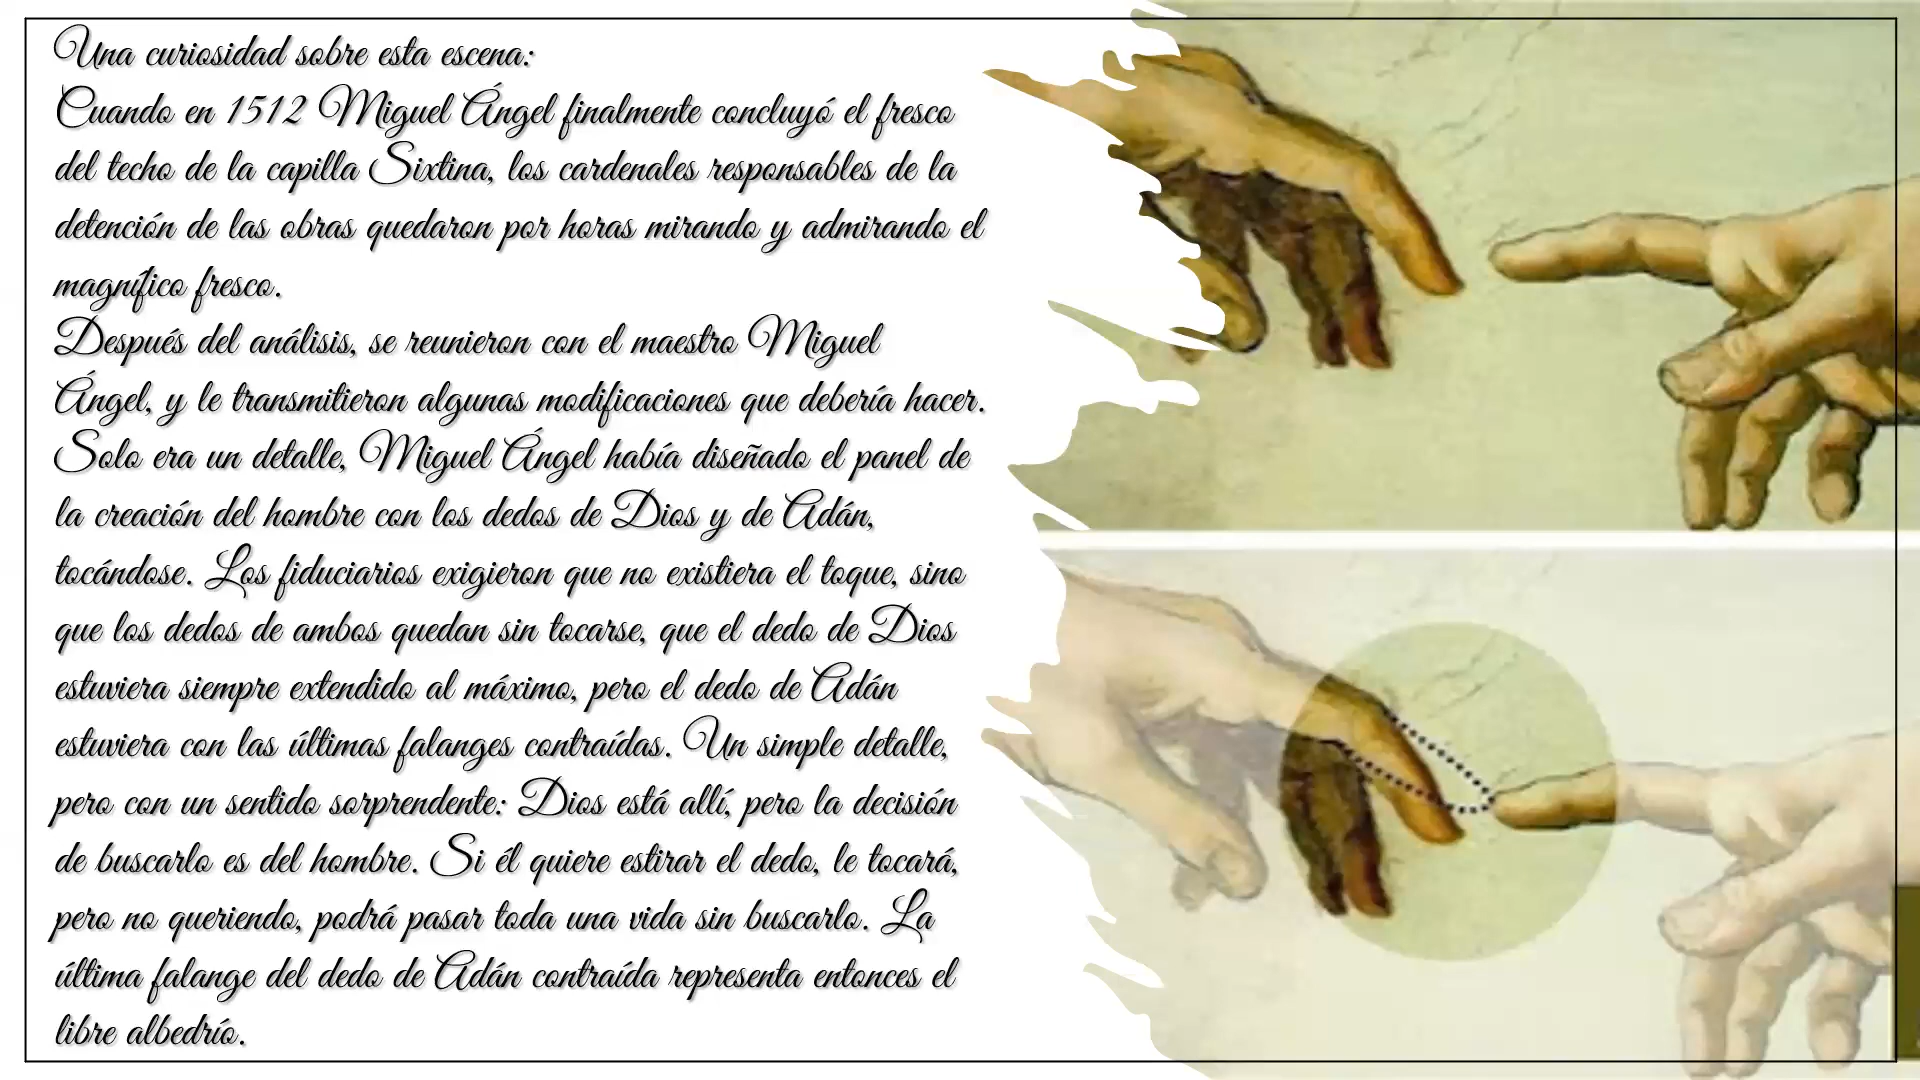 Una curiosidad sobre esta escena:
Cuando en 1512 Miguel Ángel finalmente concluyó el fresco
del techo de la capilla Sixtina, los cardenales responsables de la
detención de las obras quedaron por horas mirando y admirando el
magnífico fresco.
Después del análisis, se reunieron con el maestro Miguel
Ángel, y le transmitieron algunas modificaciones que debería hacer.
Solo era un detalle, Miguel Ángel había diseñado el panel de
la creación del hombre con los dedos de Dios y de Adán,
tocándose. Los fiduciarios exigieron que no existiera el toque, sino
que los dedos de ambos quedan sin tocarse, que el dedo de Dios
estuviera siempre extendido al máximo, pero el dedo de Adán
estuviera con las últimas falanges contraídas. Un simple detalle,
pero con un sentido sorprendente: Dios está allí, pero la decisión
de buscarlo es del hombre. Si él quiere estirar el dedo, le tocará,
pero no queriendo, podrá pasar toda una vida sin buscarlo. La
última falange del dedo de Adán contraída representa entonces el
libre albedrío.